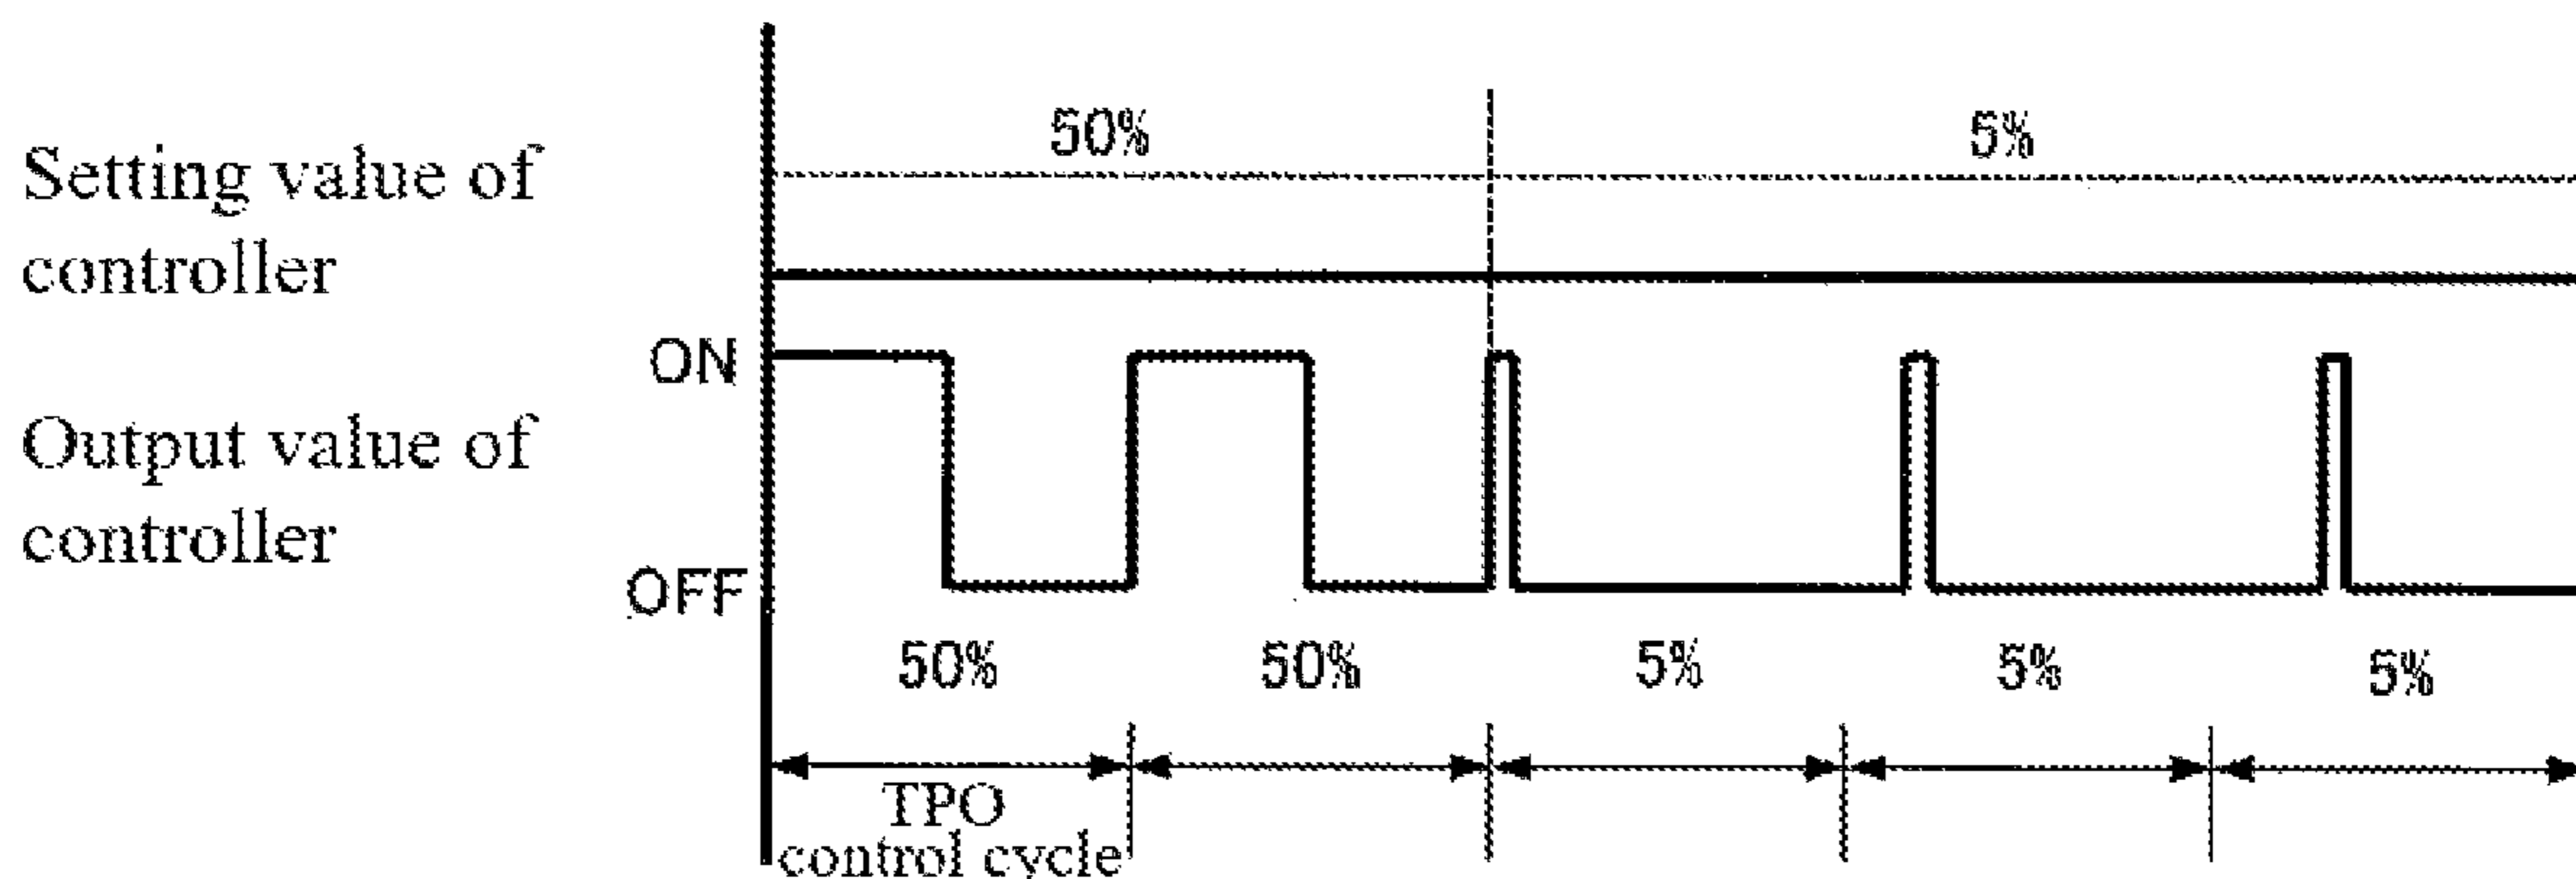 50%
5%
Setting value of
controller
ON
Output value of
controller
OFF
50%
50%
5%
5%
5%
TPO
control cycle